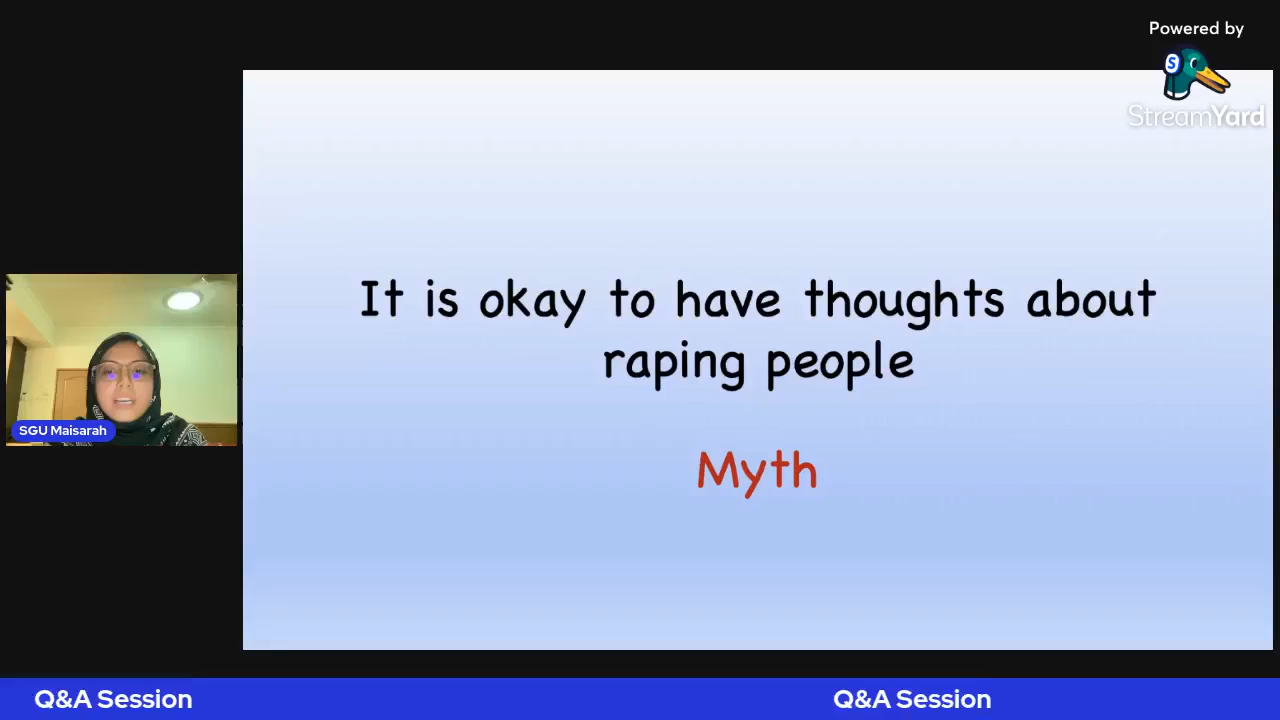 Powered by
S
StreamYard
It is okay to have thoughts about
raping people
Myth
SGU Maisarah
Q&A Session
Q&A Session